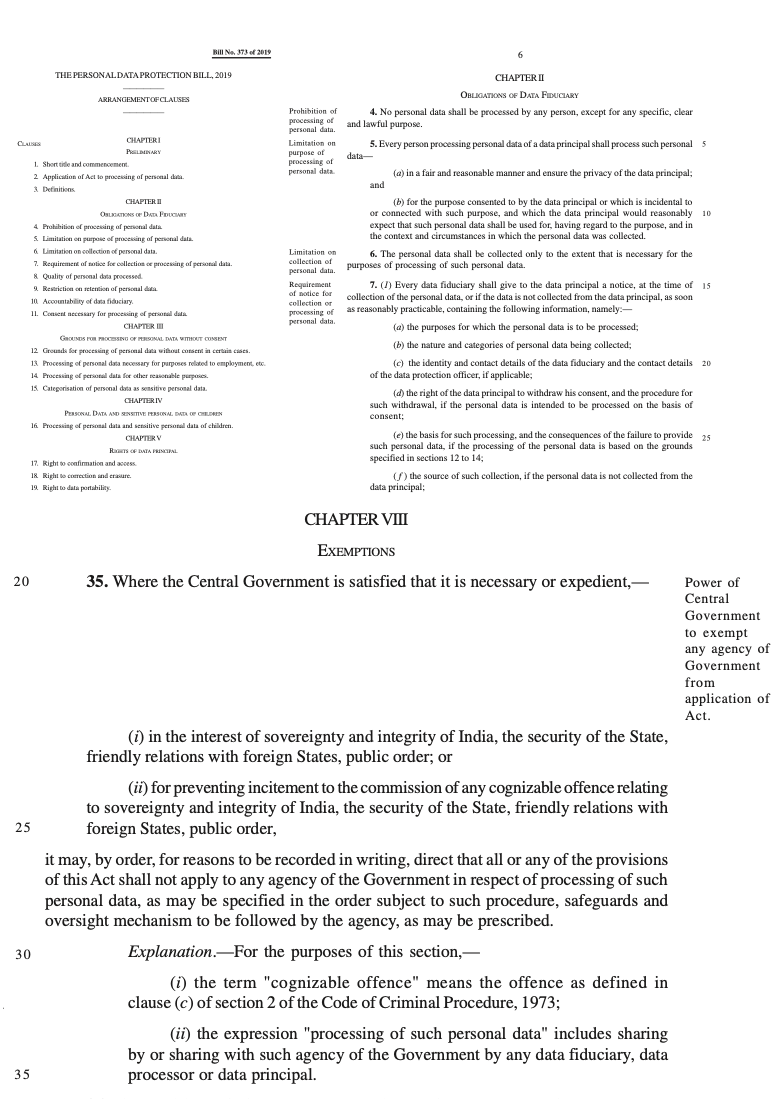 Bill No. 373 of 2019
THE PERSONAL DATA PROTECTION BILL, 2019
ARRANGEMENT OF CLAUSES
CLAUSES
CHAPTER I
PRELIMINARY
1. Short title and commencement.
2. Application of Act to processing of personal data.
3. Definitions.
CHAPTER II
OBLIGATIONS OF DATA FIDUCIARY
4. Prohibition of processing of personal data.
5. Limitation on purpose of processing of personal data.
6. Limitation on collection of personal data.
7. Requirement of notice for collection or processing of personal data.
8. Quality of personal data processed.
9. Restriction on retention of personal data.
10. Accountability of data fiduciary.
11. Consent necessary for processing of personal data.
CHAPTER III
GROUNDS FOR PROCESSING OF PERSONAL DATA WITHOUT CONSENT
12. Grounds for processing of personal data without consent in certain cases.
13. Processing of personal data necessary for purposes related to employment, etc.
14. Processing of personal data for other reasonable purposes.
15. Categorisation of personal data as sensitive personal data.
CHAPTER IV
PERSONAL DATA AND SENSITIVE PERSONAL DATA OF CHILDREN
16. Processing of personal data and sensitive personal data of children.
CHAPTER V
RIGHTS OF DATA PRINCIPAL
17. Right to confirmation and access.
18. Right to correction and erasure.
19. Right to data portability.
6
CHAPTER II
OBLIGATIONS OF DATA FIDUCIARY
Prohibition of
processing of
personal data.
4. No personal data shall be processed by any person, except for any specific, clear
and lawful purpose.
Limitation on
purpose of
processing of
personal data.
5. Every person processing personal data of a data principal shall process such personal 5
data—
(a) in a fair and reasonable manner and ensure the privacy of the data principal;
and
(b) for the purpose consented to by the data principal or which is incidental to
or connected with such purpose, and which the data principal would reasonably 10
expect that such personal data shall be used for, having regard to the purpose, and in
the context and circumstances in which the personal data was collected.
Limitation on
collection of
personal data.
6. The personal data shall be collected only to the extent that is necessary for the
purposes of processing of such personal data.
Requirement
of notice for
collection or
processing of
personal data.
7. (1) Every data fiduciary shall give to the data principal a notice, at the time of 15
collection of the personal data, or if the data is not collected from the data principal, as soon
as reasonably practicable, containing the following information, namely:—
(a) the purposes for which the personal data is to be processed;
(b) the nature and categories of personal data being collected;
(c) the identity and contact details of the data fiduciary and the contact details 20
of the data protection officer, if applicable;
(d) the right of the data principal to withdraw his consent, and the procedure for
such withdrawal, if the personal data is intended to be processed on the basis of
consent;
(e) the basis for such processing, and the consequences of the failure to provide 25
such personal data, if the processing of the personal data is based on the grounds
specified in sections 12 to 14;
(f) the source of such collection, if the personal data is not collected from the
data principal;
CHAPTER VIII
EXEMPTIONS
20 35. Where the Central Government is satisfied that it is necessary or expedient,—
Power of
Central
Government
to exempt
any agency of
Government
from
application of
Act.
(i) in the interest of sovereignty and integrity of India, the security of the State,
friendly relations with foreign States, public order; or
(ii) for preventing incitement to the commission of any cognizable offence relating
to sovereignty and integrity of India, the security of the State, friendly relations with
25 foreign States, public order,
it may, by order, for reasons to be recorded in writing, direct that all or any of the provisions
of this Act shall not apply to any agency of the Government in respect of processing of such
personal data, as may be specified in the order subject to such procedure, safeguards and
oversight mechanism to be followed by the agency, as may be prescribed.
30 Explanation.—For the purposes of this section,—
(i) the term "cognizable offence" means the offence as defined in
clause (c) of section 2 of the Code of Criminal Procedure, 1973;
(ii) the expression "processing of such personal data" includes sharing
by or sharing with such agency of the Government by any data fiduciary, data
35 processor or data principal.